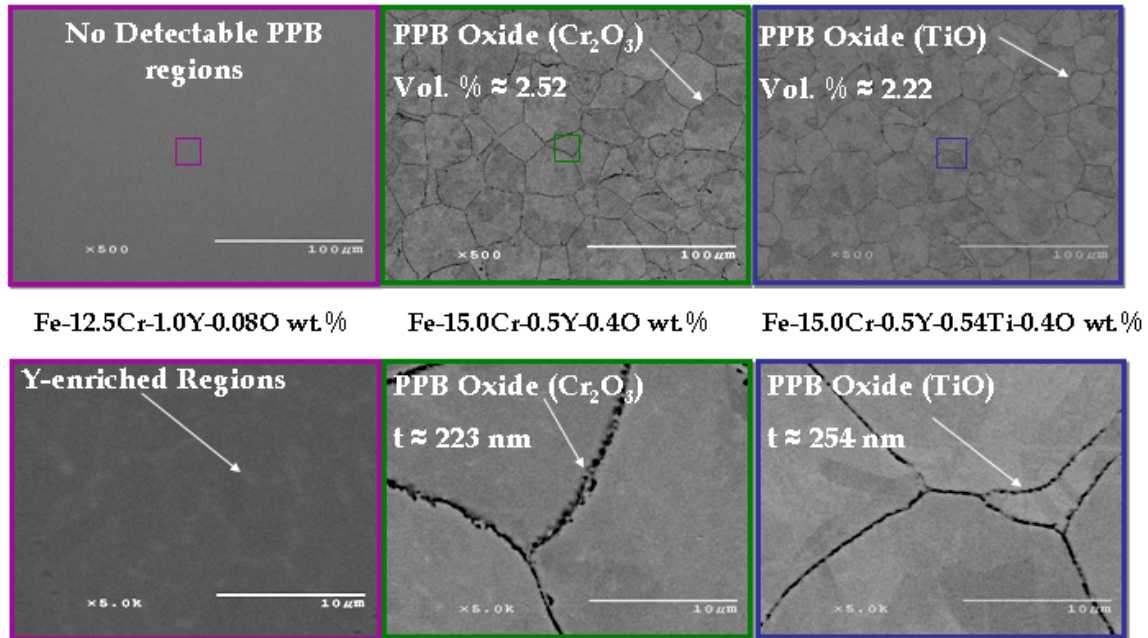 No Detectable PPB
regions
×500
100μm
PPB Oxide (Cr₂O₃)
Vol. % ≈ 2.52
×500
100μm
PPB Oxide (TiO)
Vol. % ≈ 2.22
×500
100μm
Fe-12.5Cr-1.0Y-0.08O wt.%
Fe-15.0Cr-0.5Y-0.4O wt.%
Fe-15.0Cr-0.5Y-0.54Ti-0.4O wt.%
Y-enriched Regions
×5.0k
10μm
PPB Oxide (Cr₂O₃)
t ≈ 223 nm
×5.0k
10μm
PPB Oxide (TiO)
t ≈ 254 nm
×5.0k
10μm